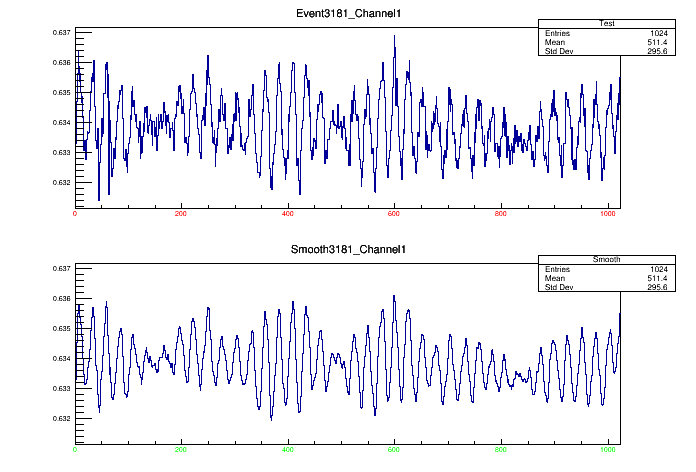 Event3181_Channel1
Test
Entries 1024
Mean 511.4
Std Dev 295.6
0.637
0.636
0.635
0.634
0.633
0.632
0 200 400 600 800 1000
Smooth3181_Channel1
Smooth
Entries 1024
Mean 511.4
Std Dev 295.6
0.637
0.636
0.635
0.634
0.633
0.632
0 200 400 600 800 1000